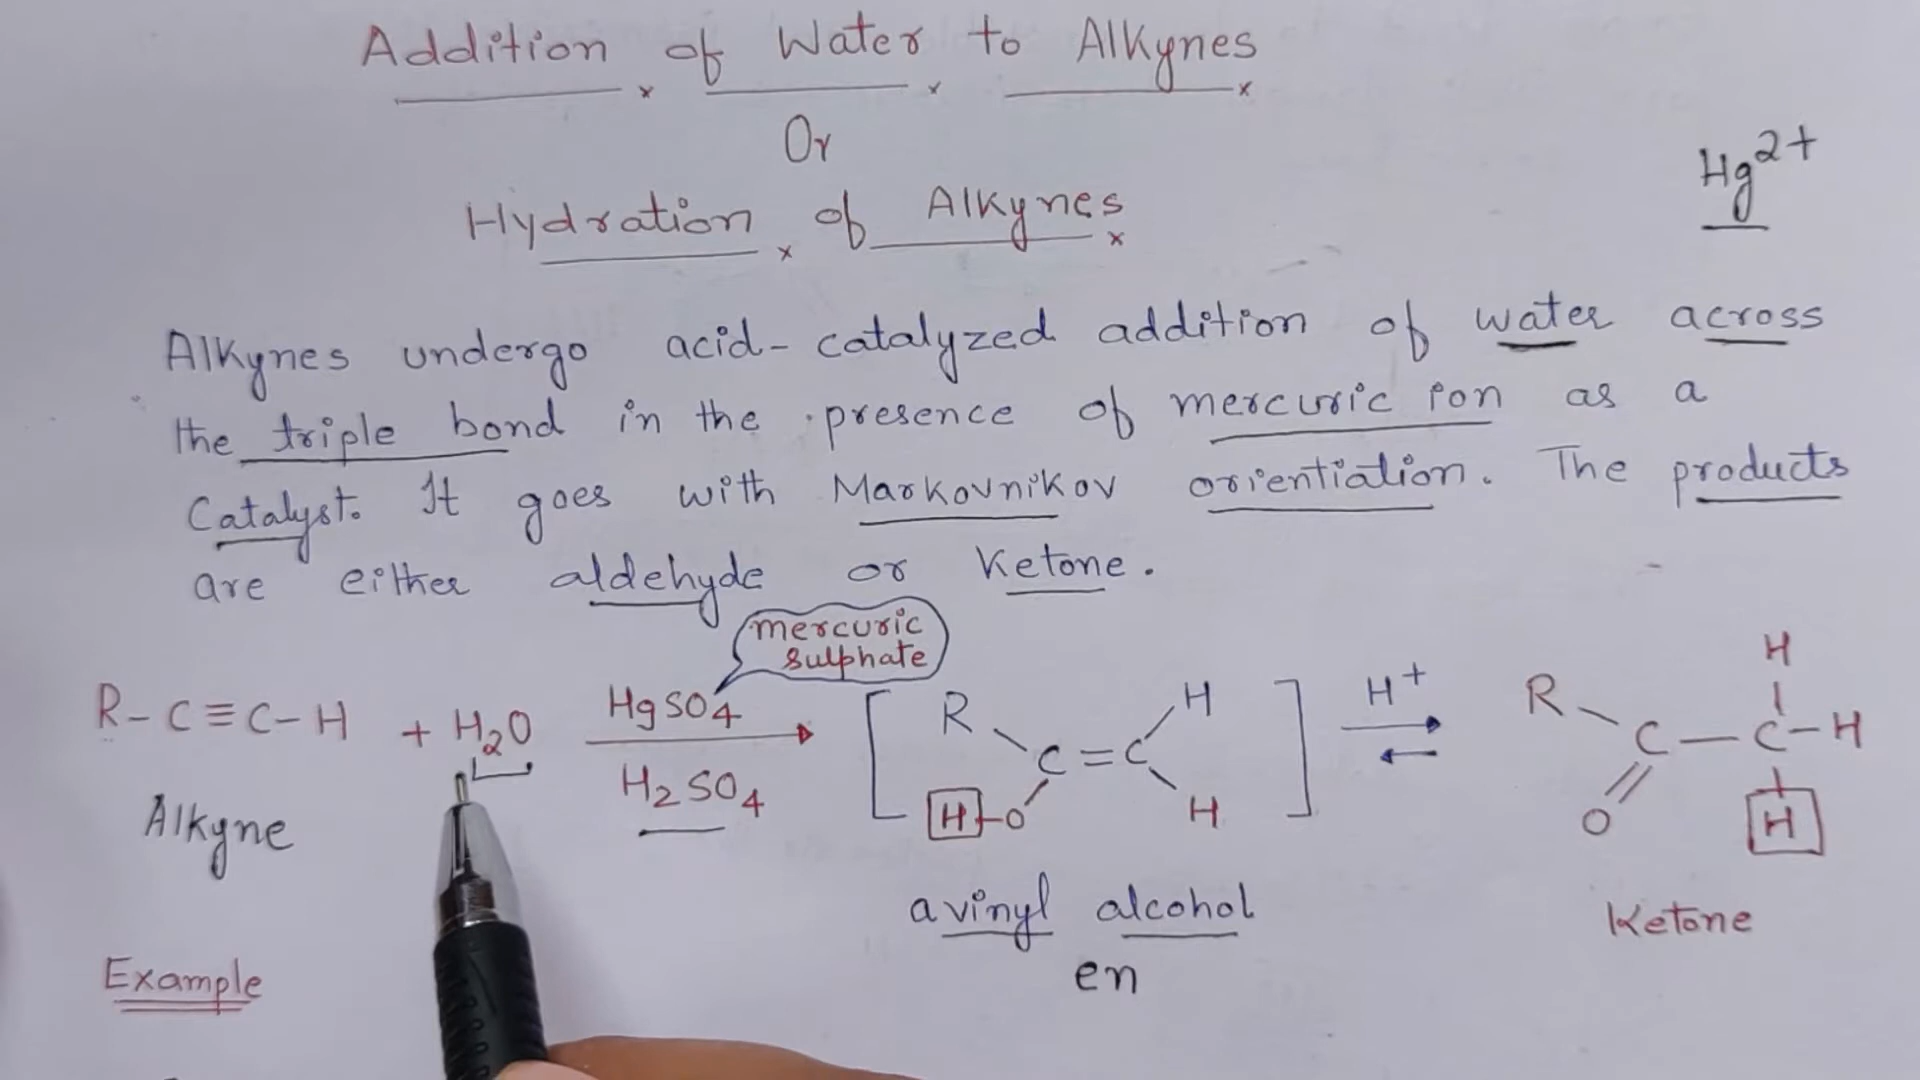 Addition of Water to Alkynes
Or
Hydration of Alkynes
Hg2+
Alkynes undergo acid-catalyzed addition of water across
the triple bond in the presence of mercuric ion as a
Catalyst. It goes with Markovnikov orientiation. The products
are either aldehyde or Ketone.
mercuric
sulphate
R-C≡C-H + H2O
HgSO4
H2SO4
[ R C=C H
H-O H ]
H+
R C-C-H
H
O H
Alkyne
a vinyl alcohol
en
Ketone
Example